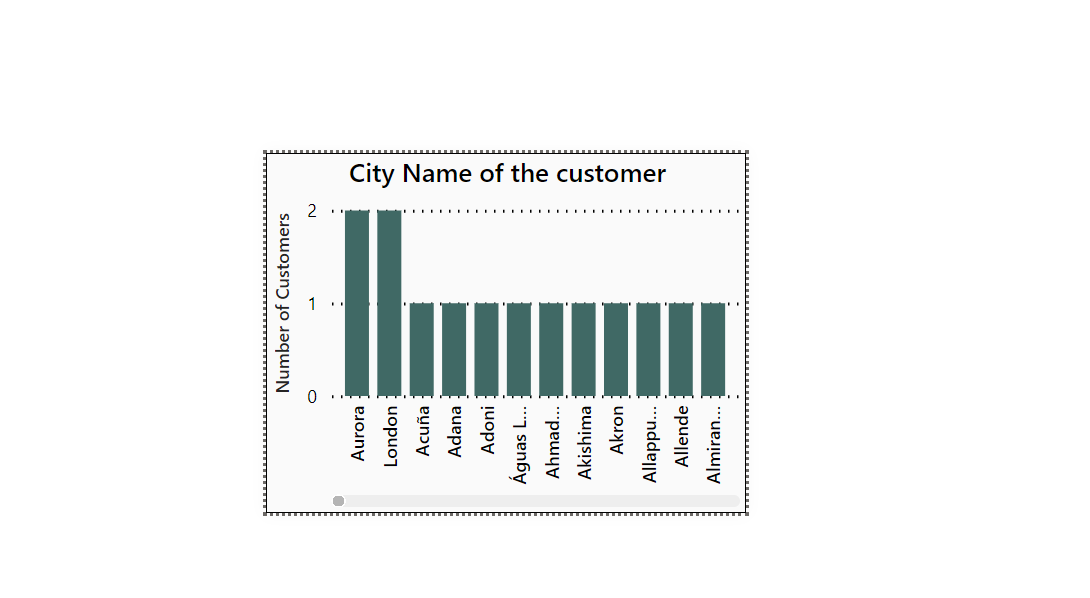 City Name of the customer
Number of Customers
2
1
0
Aurora
London
Acuña
Adana
Adoni
Águas L...
Ahmad...
Akishima
Akron
Allappu...
Allende
Almiran...